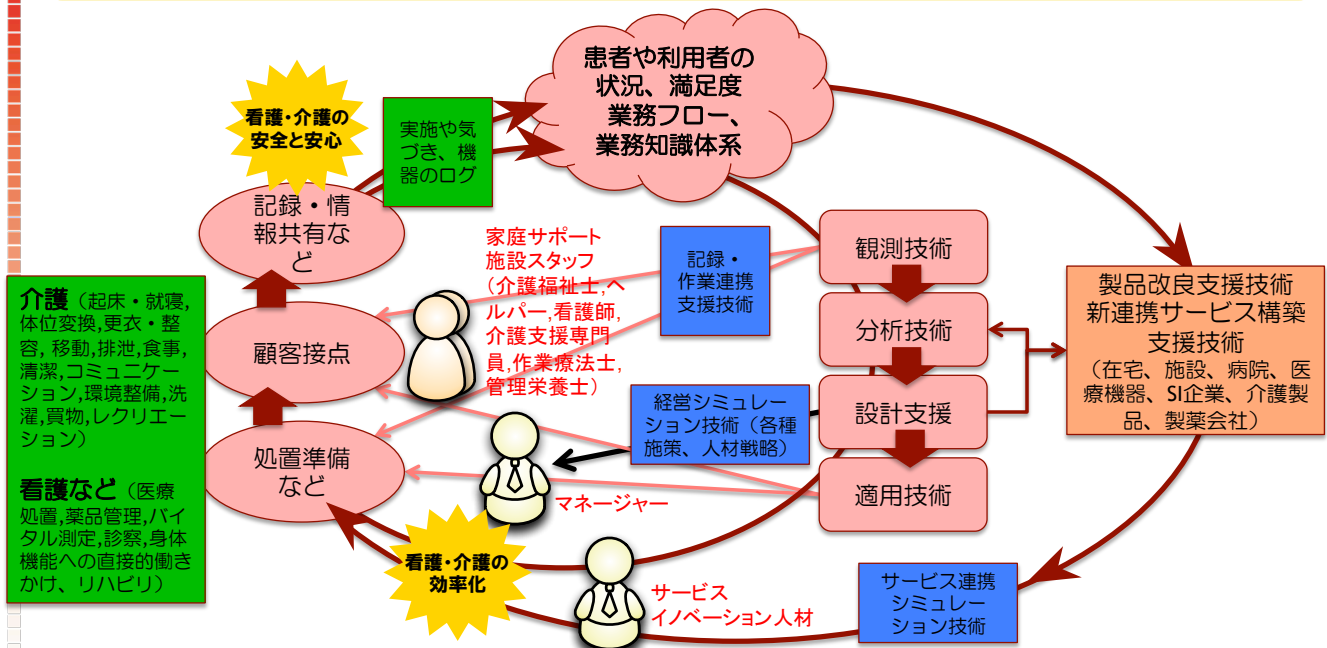 患者や利用者の
状況、満足度
業務フロー、
業務知識体系
看護・介護の
安全と安心
実施や気
づき、機
器のログ
記録・情
報共有な
ど
家庭サポート
施設スタッフ
（介護福祉士,ヘ
ルパー,看護師,
介護支援専門
員,作業療法士,
管理栄養士）
記録・
作業連携
支援技術
観測技術
分析技術
設計支援
適用技術
製品改良支援技術
新連携サービス構築
支援技術
（在宅、施設、病院、医
療機器、SI企業、介護製
品、製薬会社）
介護（起床・就寝,
体位変換,更衣・整
容, 移動,排泄,食事,
清潔,コミュニケー
ション,環境整備,洗
濯,買物,レクリエー
ション）
看護など（医療
処置,薬品管理,バイ
タル測定,診察,身体
機能への直接的働き
かけ、リハビリ）
顧客接点
処置準備
など
経営シミュレー
ション技術（各種
施策、人材戦略）
マネージャー
看護・介護の
効率化
サービス
イノベーション人材
サービス連携
シミュレー
ション技術